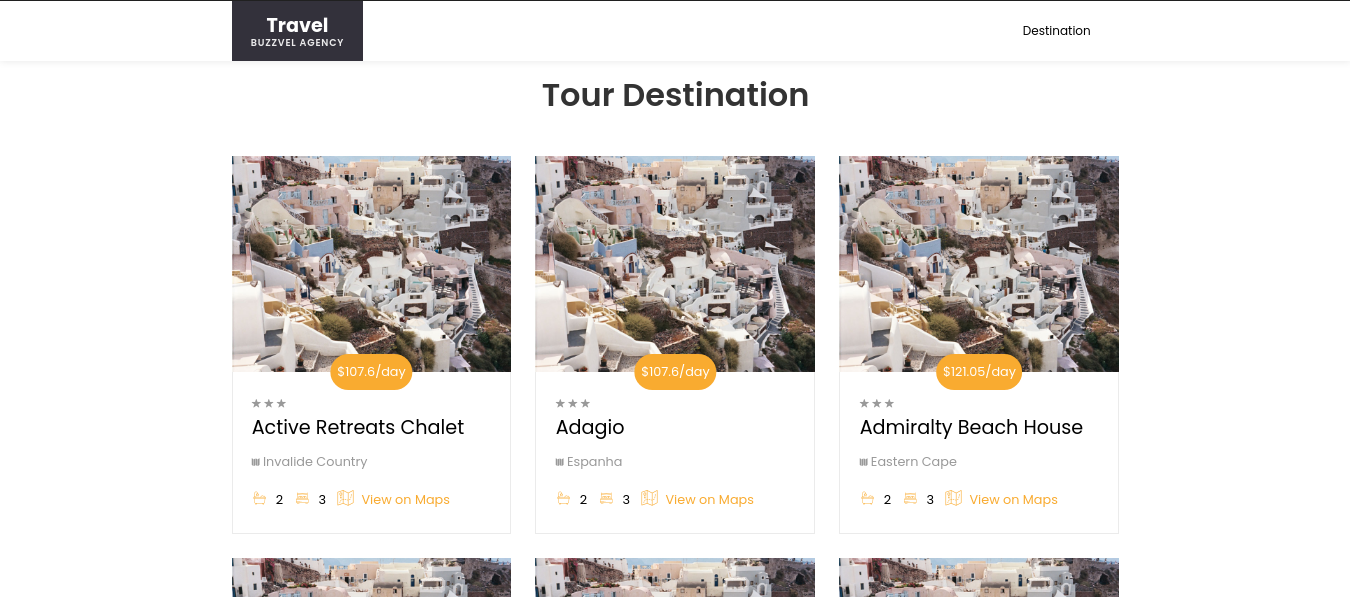 Travel
BUZZVEL AGENCY
Destination
Tour Destination
$107.6/day
$107.6/day
$121.05/day
Active Retreats Chalet
Adagio
Admiralty Beach House
Invalide Country
Espanha
Eastern Cape
2 3 View on Maps
2 3 View on Maps
2 3 View on Maps